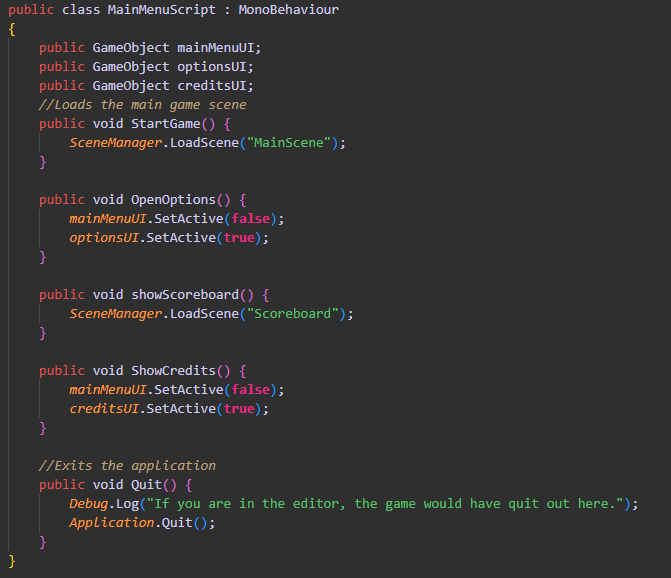 public class MainMenuScript : MonoBehaviour
{
    public GameObject mainMenuUI;
    public GameObject optionsUI;
    public GameObject creditsUI;
    //Loads the main game scene
    public void StartGame() {
        SceneManager.LoadScene("MainScene");
    }

    public void OpenOptions() {
        mainMenuUI.SetActive(false);
        optionsUI.SetActive(true);
    }

    public void showScoreboard() {
        SceneManager.LoadScene("Scoreboard");
    }

    public void ShowCredits() {
        mainMenuUI.SetActive(false);
        creditsUI.SetActive(true);
    }

    //Exits the application
    public void Quit() {
        Debug.Log("If you are in the editor, the game would have quit out here.");
        Application.Quit();
    }
}